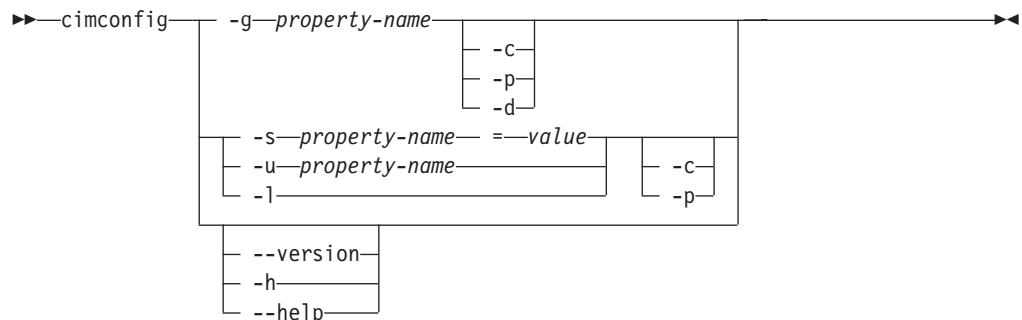 cimconfig -g property-name
-c
-p
-d
-s property-name = value
-u property-name -c
-l -p
--version
-h
--help